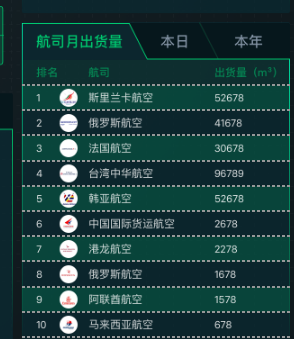 航司月出货量 本日 本年
排名 航司 出货量（m³）
1 斯里兰卡航空 52678
2 俄罗斯航空 41678
3 法国航空 30678
4 台湾中华航空 96789
5 韩亚航空 52678
6 中国国际货运航空 2678
7 港龙航空 2278
8 俄罗斯航空 1678
9 阿联酋航空 1578
10 马来西亚航空 678